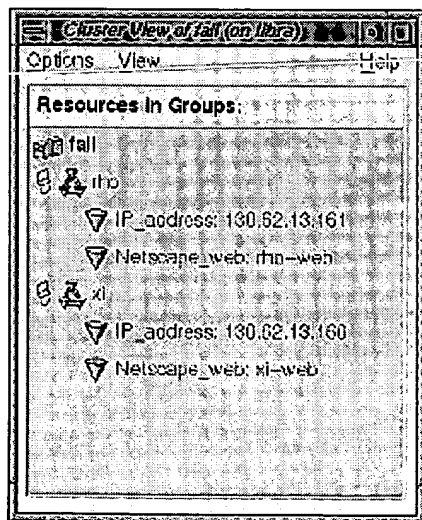 Cluster View of fall (on libra)
Options View Help
Resources in Groups:
fall
rho
IP_address: 130.62.13.161
Netscape_web: rho-web
xi
IP_address: 130.62.13.160
Netscape_web: xi-web